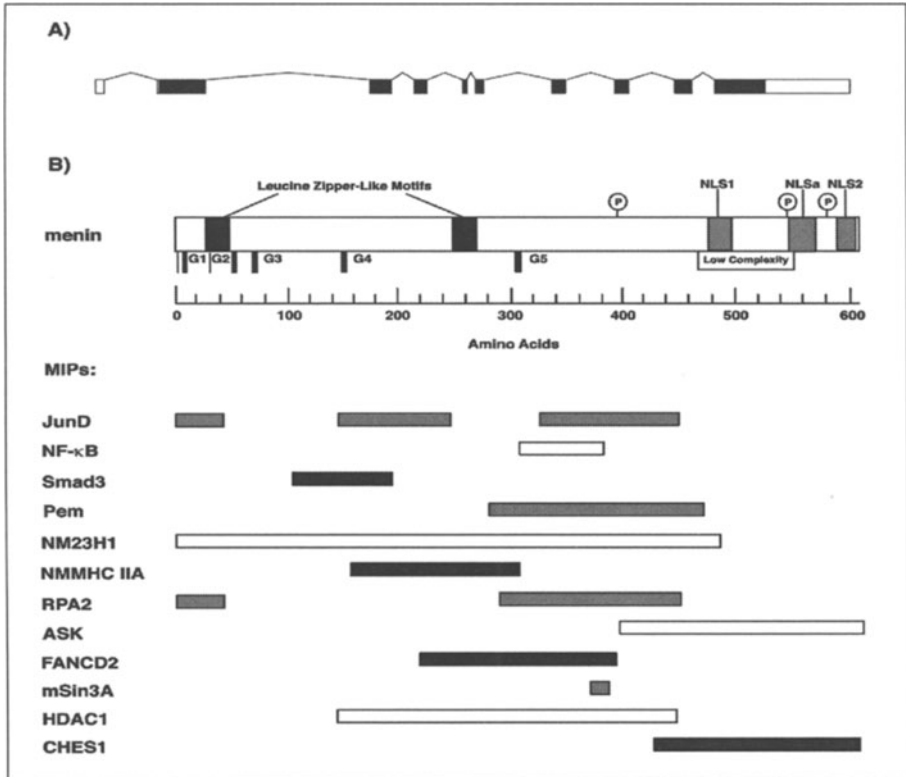 A)
B)
Leucine Zipper-Like Motifs
P
NLS1
P
NLSa
P
NLS2
menin
G1
G2
G3
G4
G5
Low Complexity
0 100 200 300 400 500 600
Amino Acids
MIPs:
JunD
NF-κB
Smad3
Pem
NM23H1
NMMHC IIA
RPA2
ASK
FANCD2
mSin3A
HDAC1
CHES1